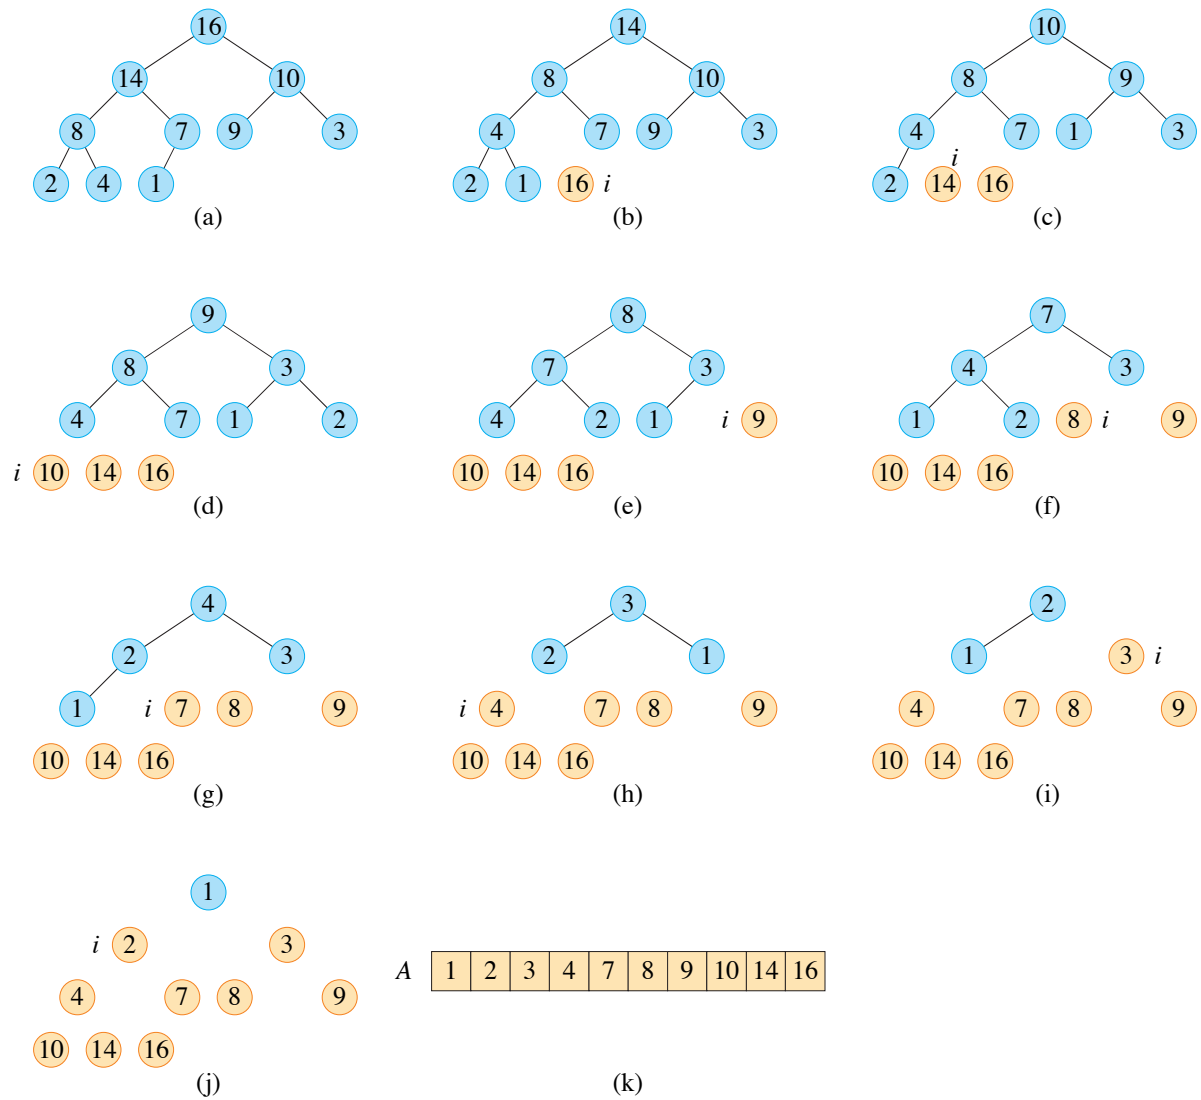 16 14 10
14 10 8 10 8 9
8 7 9 3 4 7 9 3 4 7 1 3
i
2 4 1 2 1 16 i 2 14 16
(a) (b) (c)
9 8 7
8 3 7 3 4 3
4 7 1 2 4 2 1 i 9 1 2 8 i 9
i 10 14 16 10 14 16 10 14 16
(d) (e) (f)
4 3 2
2 3 2 1 1 3 i
1 i 7 8 9 i 4 7 8 9 4 7 8 9
10 14 16 10 14 16 10 14 16
(g) (h) (i)
1
i 2 3
A 1 2 3 4 7 8 9 10 14 16
4 7 8 9
10 14 16
(j) (k)